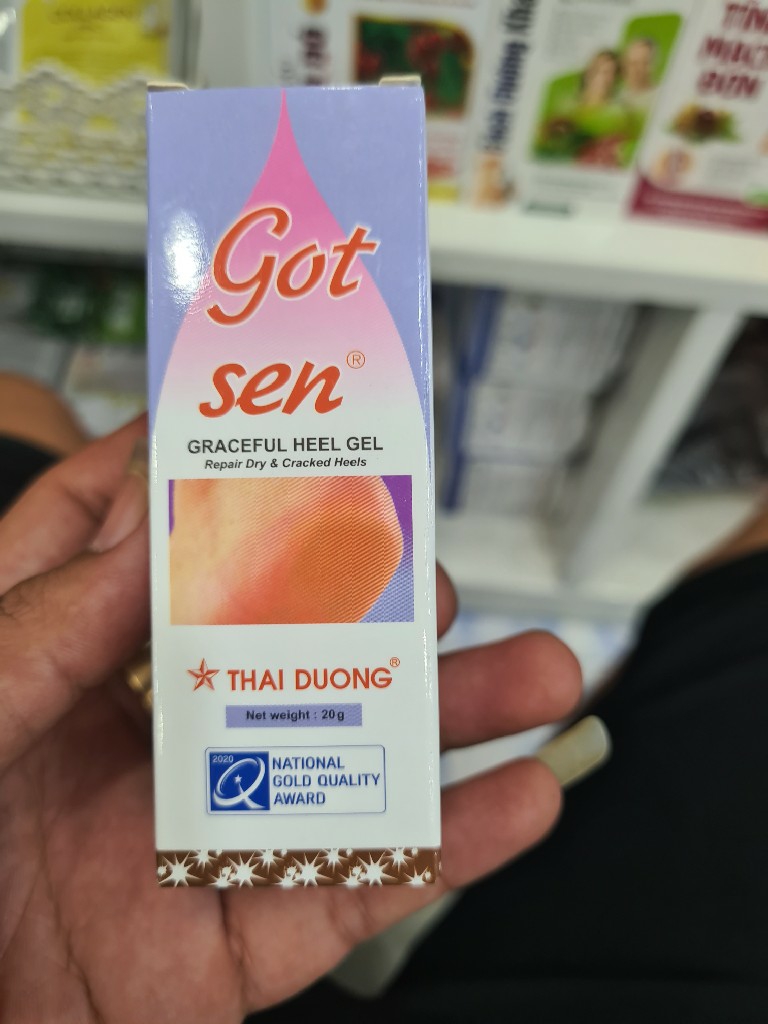 Got
sen®
GRACEFUL HEEL GEL
Repair Dry & Cracked Heels
THAI DUONG®
Net weight : 20g
2020
NATIONAL
GOLD QUALITY
AWARD
MẠCH